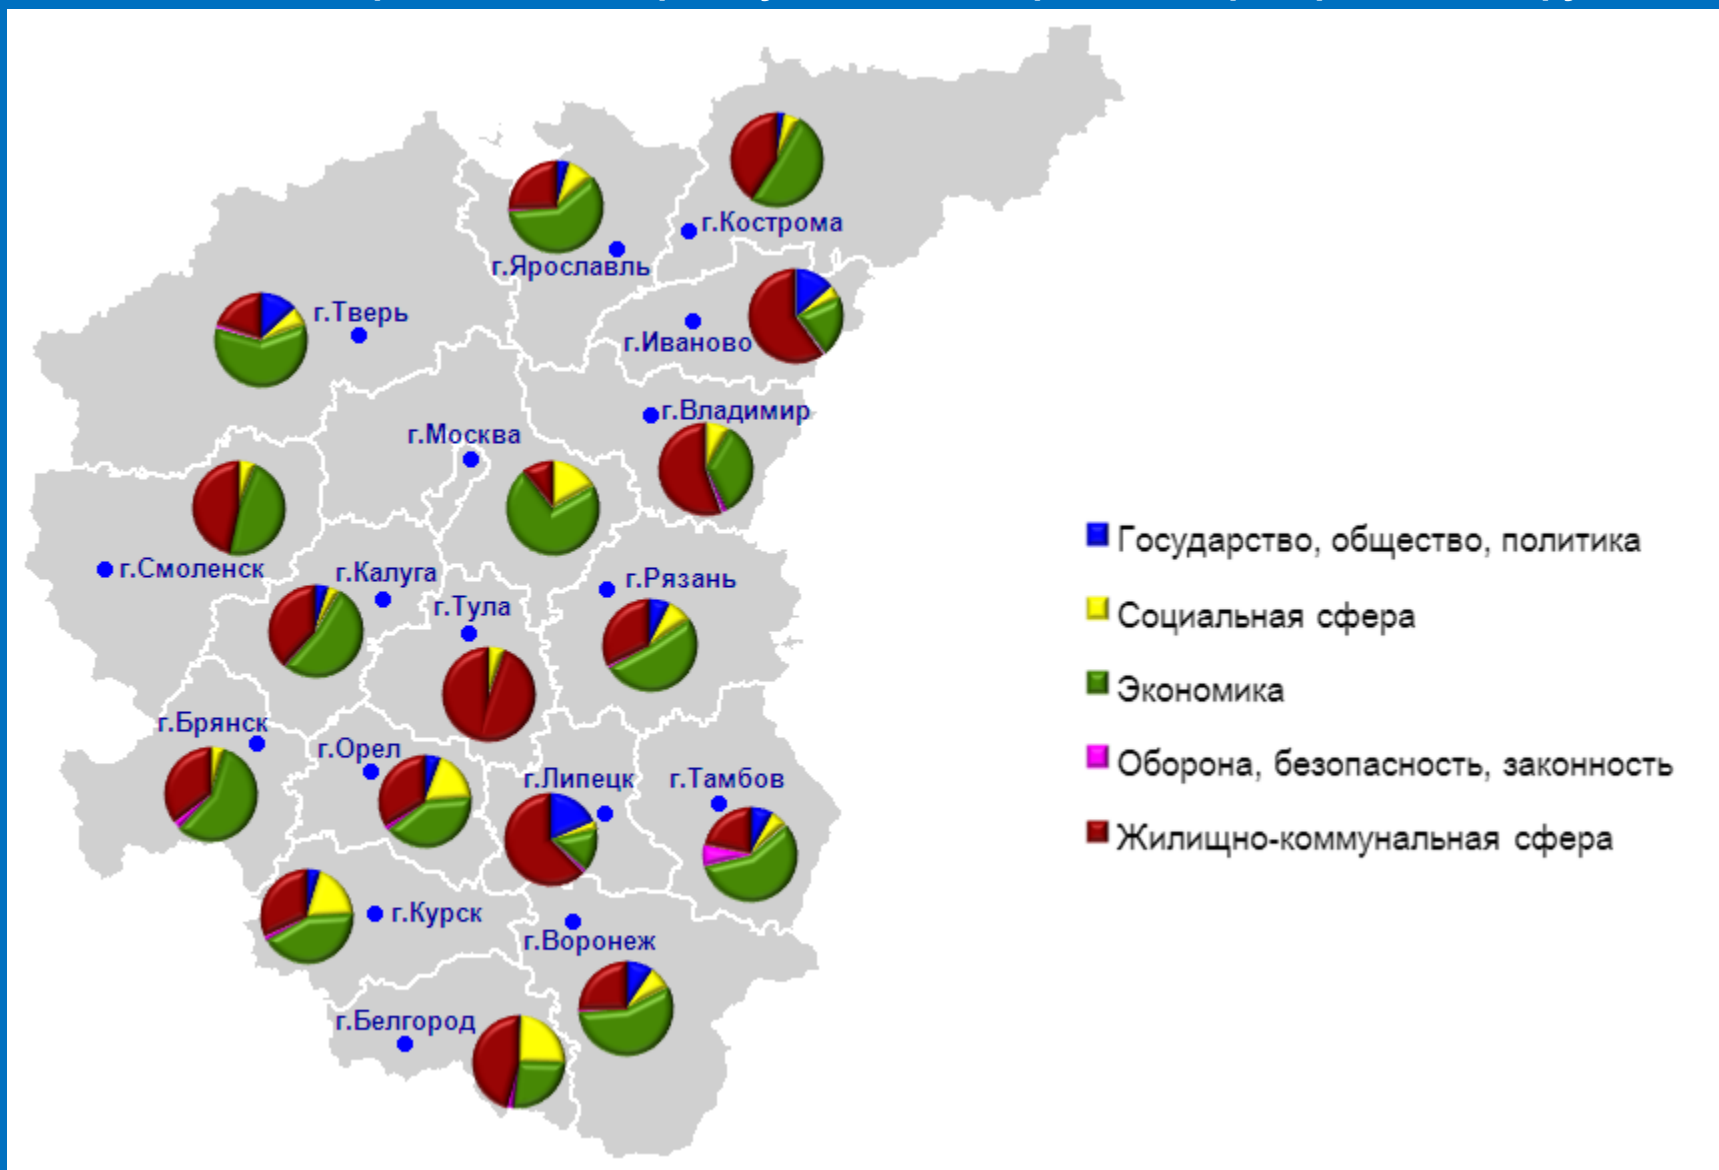 г.Кострома
г.Ярославль
г.Тверь
г.Иваново
г.Владимир
г.Москва
г.Смоленск
г.Калуга
г.Рязань
г.Тула
г.Брянск
г.Орел
г.Липецк
г.Тамбов
г.Курск
г.Воронеж
г.Белгород
Государство, общество, политика
Социальная сфера
Экономика
Оборона, безопасность, законность
Жилищно-коммунальная сфера